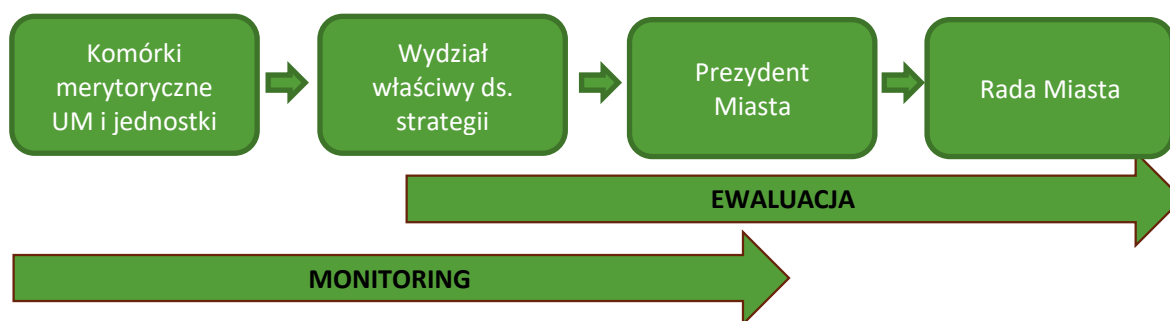 Komórki
merytoryczne
UM i jednostki
Wydział
właściwy ds.
strategii
Prezydent
Miasta
Rada Miasta
EWALUACJA
MONITORING